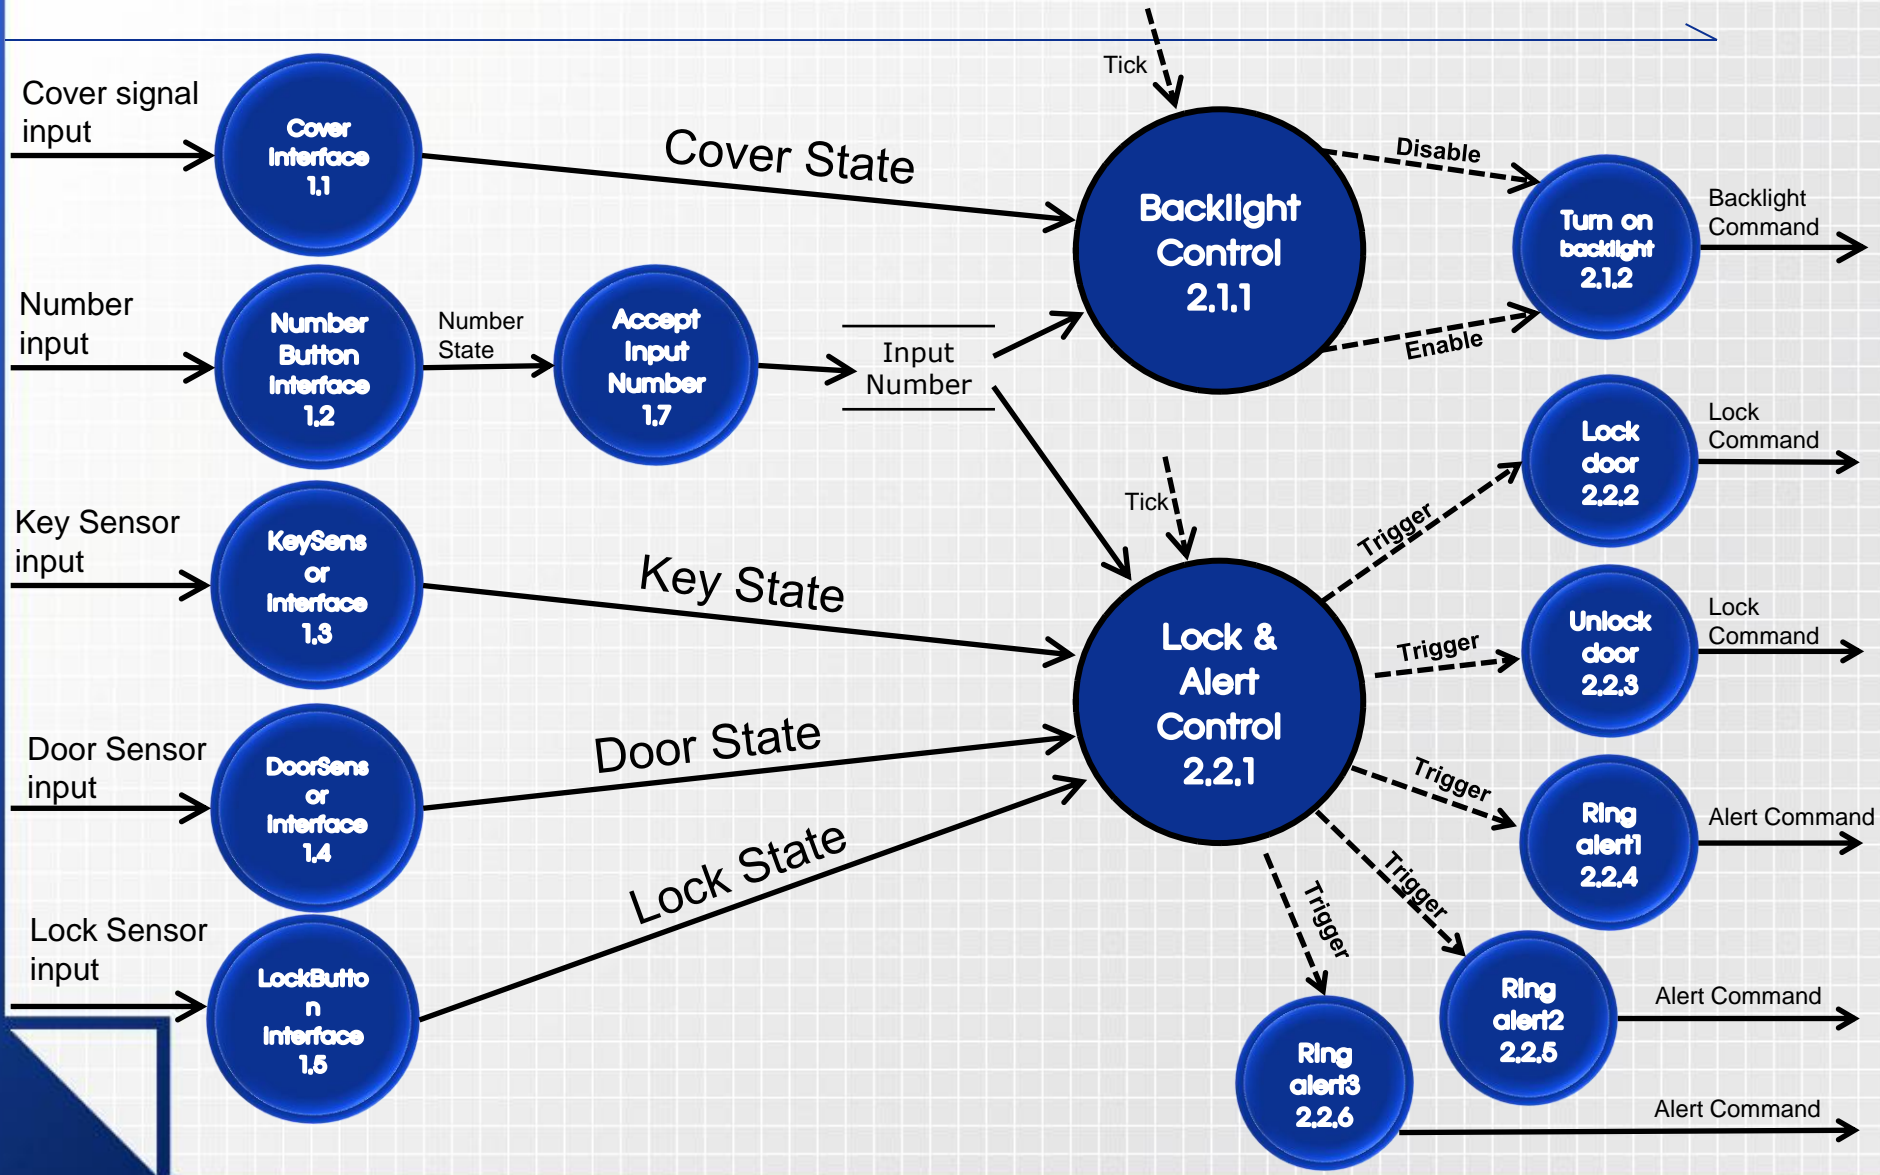 Tick
Cover signal
input
Cover
Interface
1.1
Cover State
Backlight
Control
2.1.1
Disable
Enable
Turn on
backlight
2.1.2
Backlight
Command
Number
input
Number
Button
Interface
1.2
Number
State
Accept
Input
Number
1.7
Input
Number
Lock
door
2.2.2
Lock
Command
Key Sensor
input
KeySens
or
Interface
1.3
Key State
Tick
Trigger
Lock &
Alert
Control
2.2.1
Trigger
Unlock
door
2.2.3
Lock
Command
Door Sensor
input
DoorSens
or
Interface
1.4
Door State
Trigger
Ring
alert1
2.2.4
Alert Command
Lock Sensor
input
LockButto
n
Interface
1.5
Lock State
Trigger
Ring
alert2
2.2.5
Alert Command
Trigger
Ring
alert3
2.2.6
Alert Command